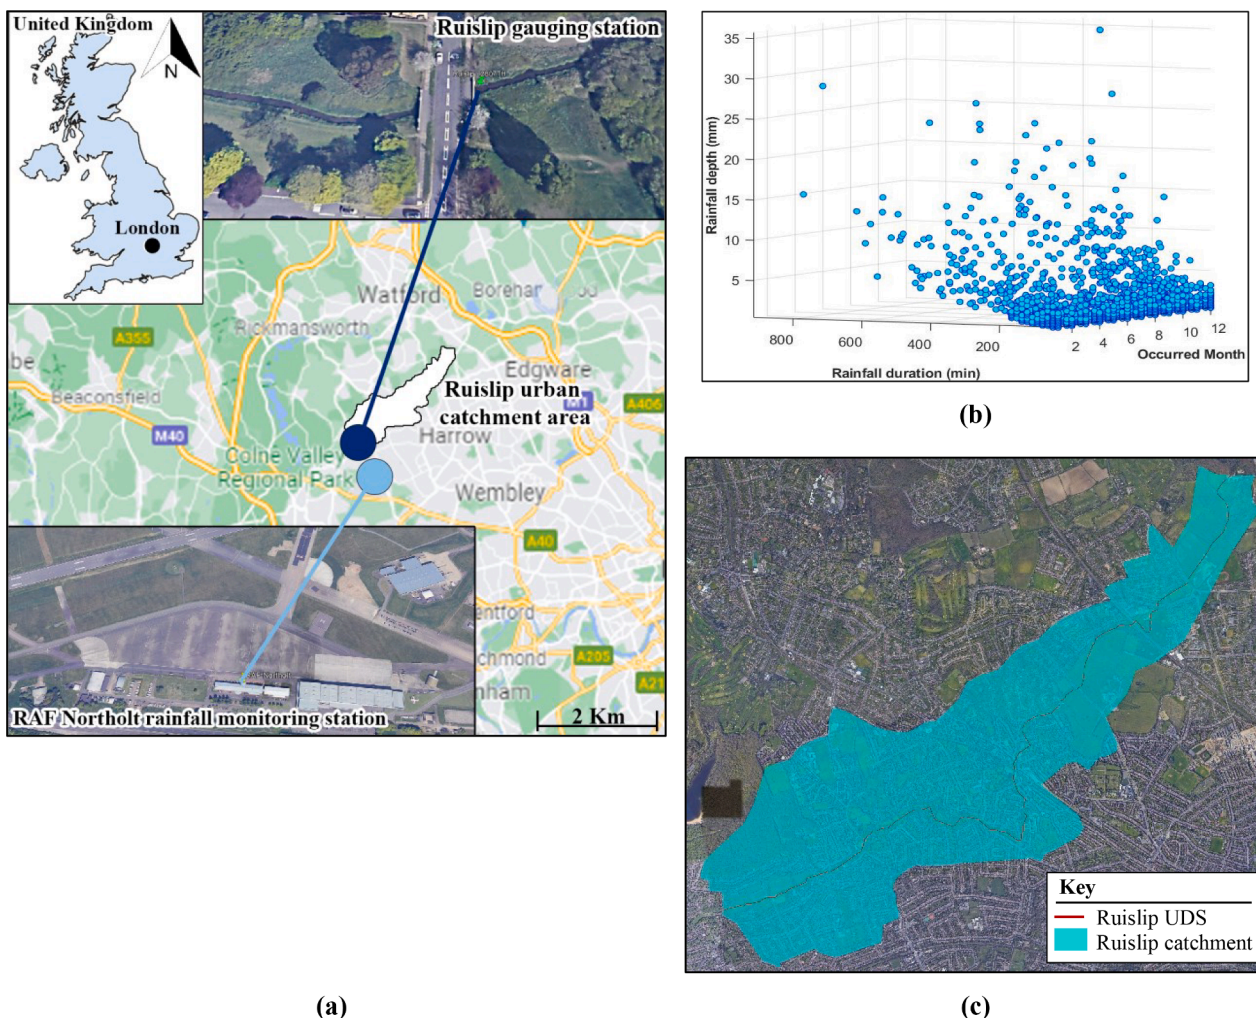 United Kingdom
N
London
Ruislip gauging station
Watford
Rickmansworth
A355
Edgware
Beaconsfield
Ruislip urban
catchment area
M1
A406
M40
Harrow
Colne Valley
Regional Park
Wembley
A40
A205
RAF Northolt rainfall monitoring station
2 Km
(a)
35
30
25
20
15
10
5
Rainfall depth (mm)
800
600
400
200
2
4
6
8
10
12
Occurred Month
Rainfall duration (min)
(b)
Key
Ruislip UDS
Ruislip catchment
(c)